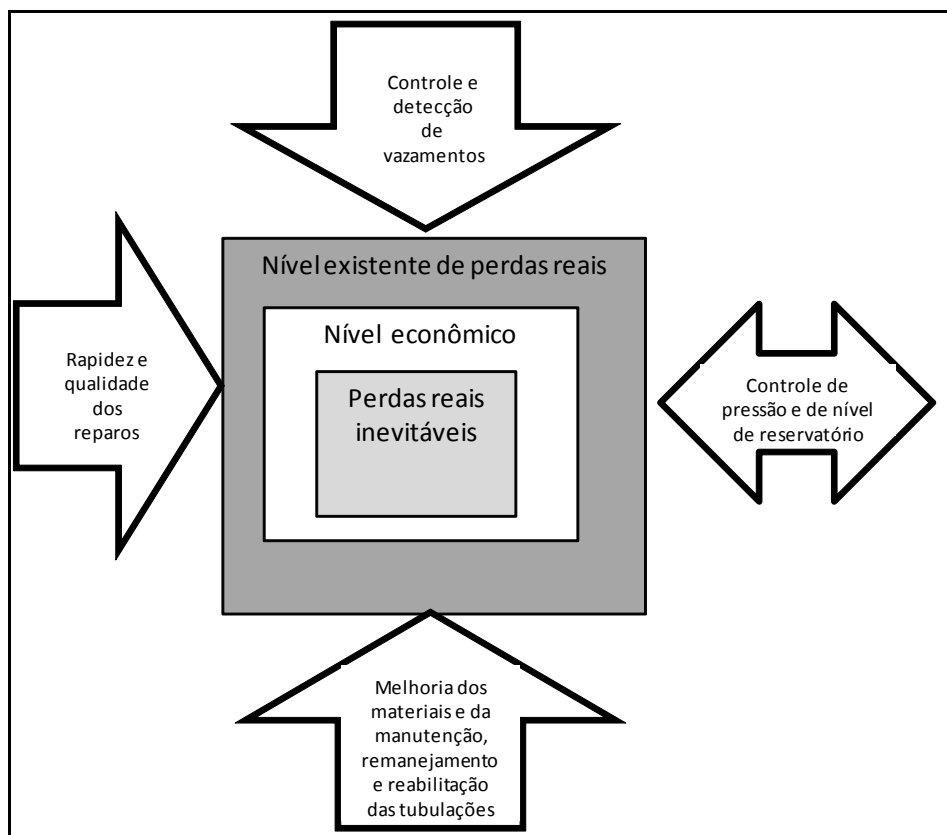 Controle e
detecção
de
vazamentos
Nível existente de perdas reais
Nível econômico
Perdas reais
inevitáveis
Rapidez e
qualidade
dos
reparos
Controle de
pressão e de nível
de reservatório
Melhoria dos
materiais e da
manutenção,
remanejamento
e reabilitação
das tubulações